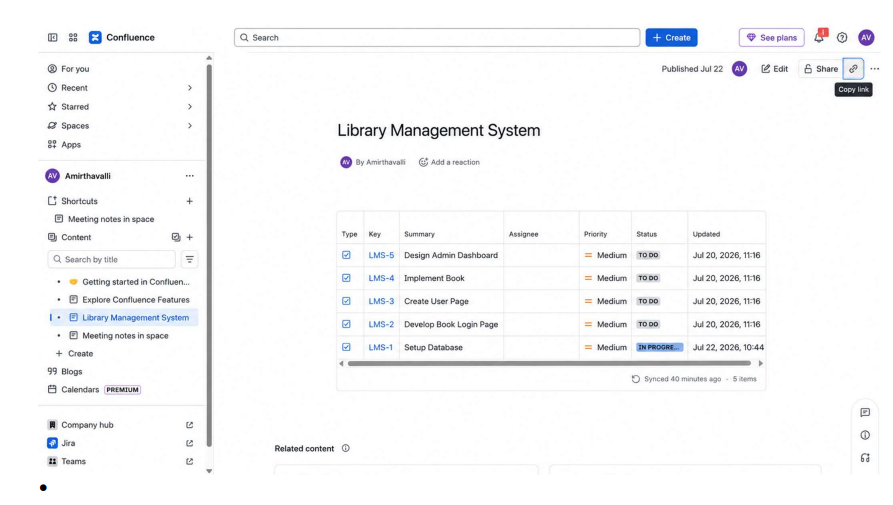 Confluence
Search
+ Create
See plans
1
AV
For you
Recent
Starred
Spaces
Apps
AV Amirthavalli
Shortcuts
Meeting notes in space
Content
Search by title
Getting started in Confluen...
Explore Confluence Features
Library Management System
Meeting notes in space
+ Create
Blogs
Calendars PREMIUM
Company hub
Jira
Teams
Published Jul 22 AV Edit Share
Copy link
Library Management System
AV By Amirthavalli Add a reaction
Type Key Summary Assignee Priority Status Updated
LMS-5 Design Admin Dashboard Medium TO DO Jul 20, 2026, 11:16
LMS-4 Implement Book Medium TO DO Jul 20, 2026, 11:16
LMS-3 Create User Page Medium TO DO Jul 20, 2026, 11:16
LMS-2 Develop Book Login Page Medium TO DO Jul 20, 2026, 11:16
LMS-1 Setup Database Medium IN PROGRE... Jul 22, 2026, 10:44
Synced 40 minutes ago · 5 items
Related content